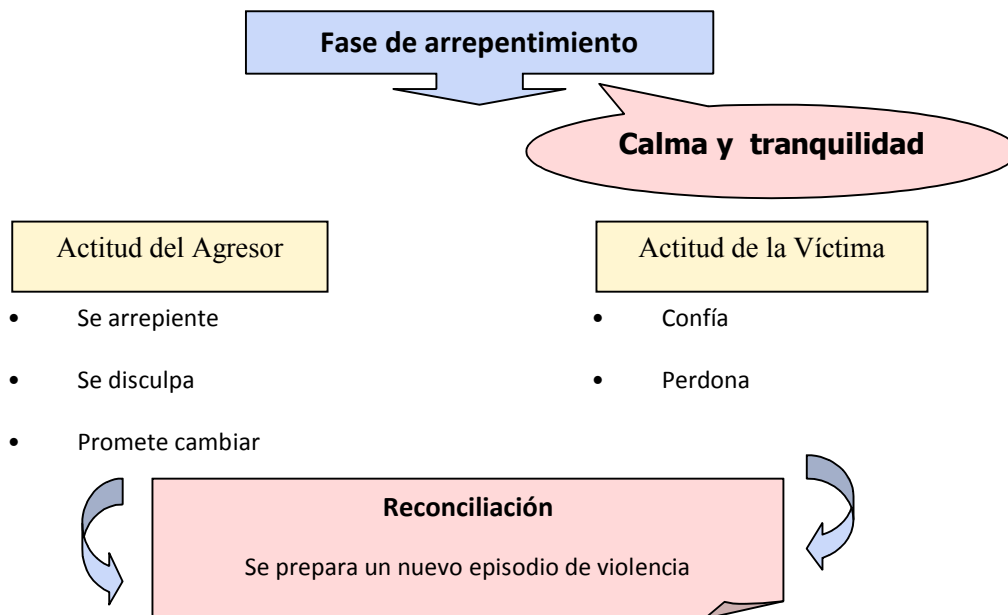 Fase de arrepentimiento
Calma y tranquilidad
Actitud del Agresor
• Se arrepiente
• Se disculpa
• Promete cambiar
Actitud de la Víctima
• Confía
• Perdona
Reconciliación
Se prepara un nuevo episodio de violencia